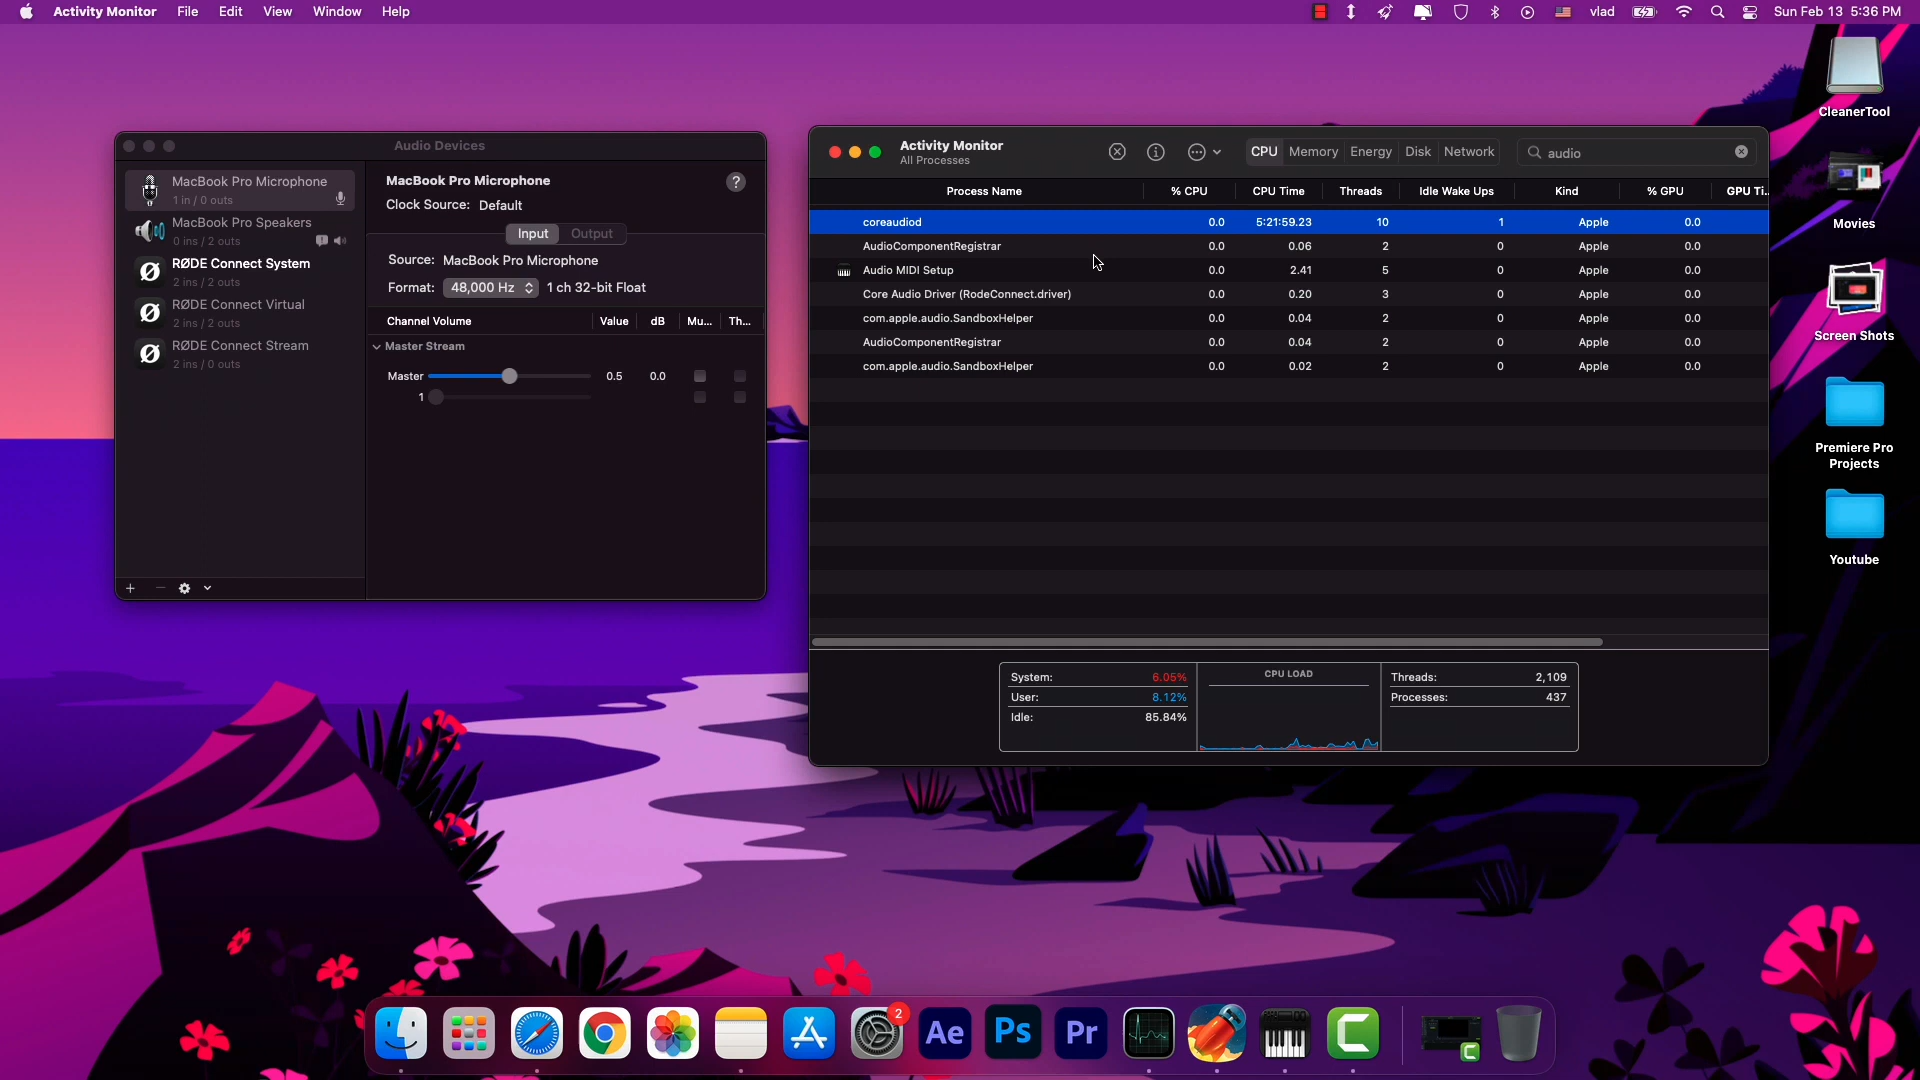 Activity Monitor File Edit View Window Help
vlad Sun Feb 13 5:36 PM
CleanerTool
Movies
Screen Shots
Premiere Pro
Projects
Youtube
Audio Devices
MacBook Pro Microphone
1 in / 0 outs
MacBook Pro Speakers
0 ins / 2 outs
RØDE Connect System
2 ins / 2 outs
RØDE Connect Virtual
2 ins / 2 outs
RØDE Connect Stream
2 ins / 0 outs
MacBook Pro Microphone
?
Clock Source: Default
Input Output
Source: MacBook Pro Microphone
Format: 48,000 Hz 1 ch 32-bit Float
Channel Volume Value dB Mu... Th...
Master Stream
Master 0.5 0.0
1
Activity Monitor
All Processes
CPU Memory Energy Disk Network
audio
Process Name % CPU CPU Time Threads Idle Wake Ups Kind % GPU GPU Ti...
coreaudiod 0.0 5:21:59.23 10 1 Apple 0.0
AudioComponentRegistrar 0.0 0.06 2 0 Apple 0.0
Audio MIDI Setup 0.0 2.41 5 0 Apple 0.0
Core Audio Driver (RodeConnect.driver) 0.0 0.20 3 0 Apple 0.0
com.apple.audio.SandboxHelper 0.0 0.04 2 0 Apple 0.0
AudioComponentRegistrar 0.0 0.04 2 0 Apple 0.0
com.apple.audio.SandboxHelper 0.0 0.02 2 0 Apple 0.0
System: 6.05%
User: 8.12%
Idle: 85.84%
CPU LOAD
Threads: 2,109
Processes: 437
2
Ae
Ps
Pr